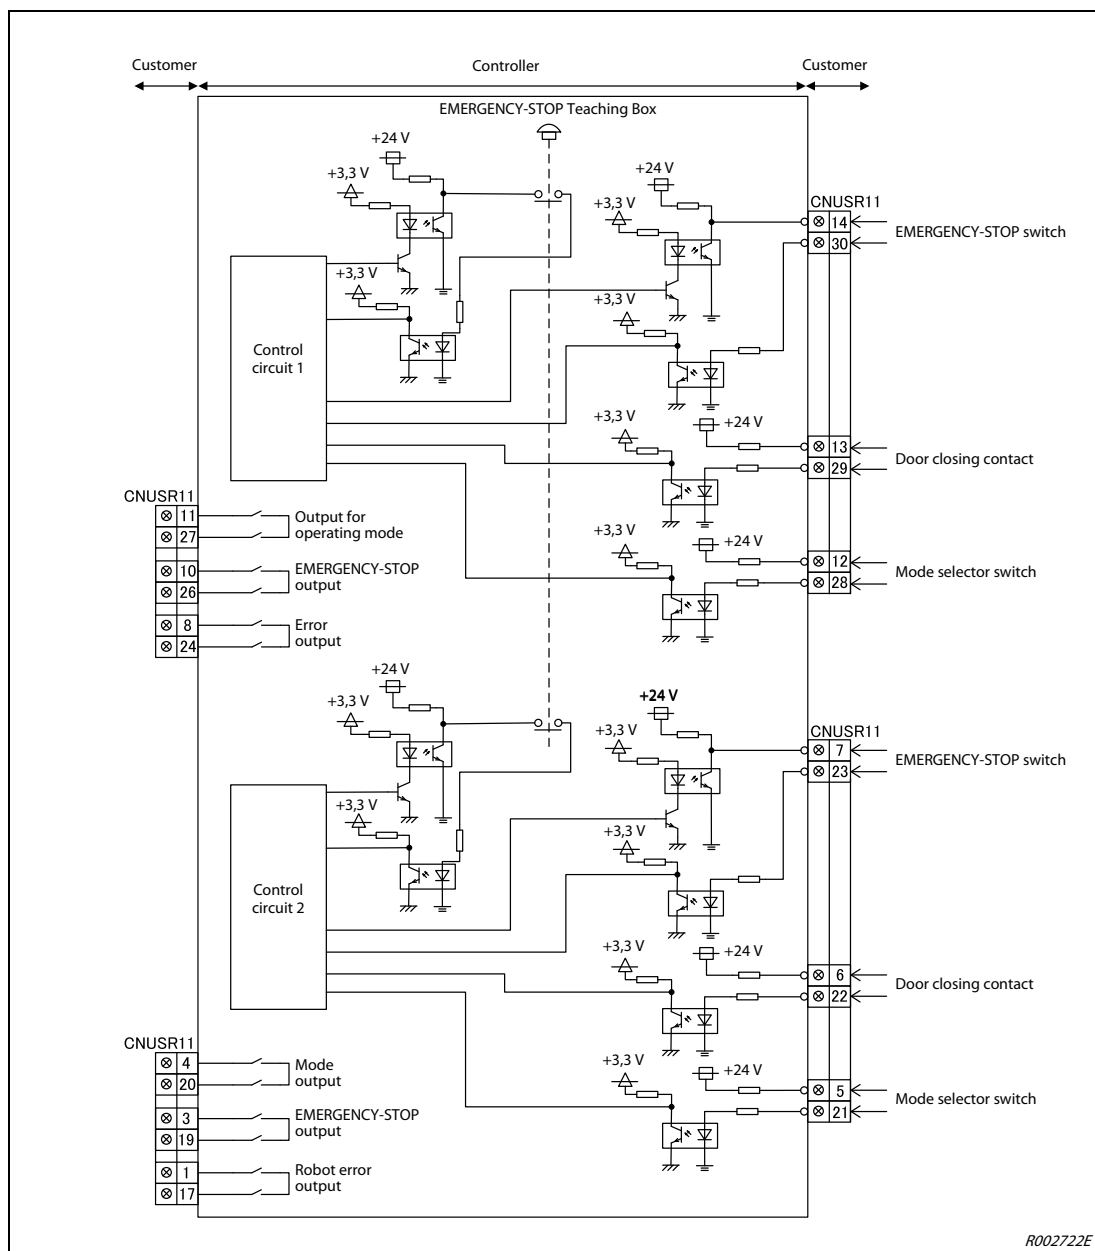 Customer
Controller
Customer
EMERGENCY-STOP Teaching Box
+24 V
+3,3 V
+24 V
+3,3 V
CNUSR11
14
30
EMERGENCY-STOP switch
+3,3 V
+3,3 V
Control
circuit 1
+3,3 V
+24 V
13
29
Door closing contact
CNUSR11
11
27
Output for
operating mode
+3,3 V
+24 V
12
28
Mode selector switch
10
26
EMERGENCY-STOP
output
8
24
Error
output
+24 V
+3,3 V
+24 V
+3,3 V
CNUSR11
7
23
EMERGENCY-STOP switch
+3,3 V
+3,3 V
Control
circuit 2
+3,3 V
+24 V
6
22
Door closing contact
CNUSR11
4
20
Mode
output
+3,3 V
+24 V
5
21
Mode selector switch
3
19
EMERGENCY-STOP
output
1
17
Robot error
output
R002722E